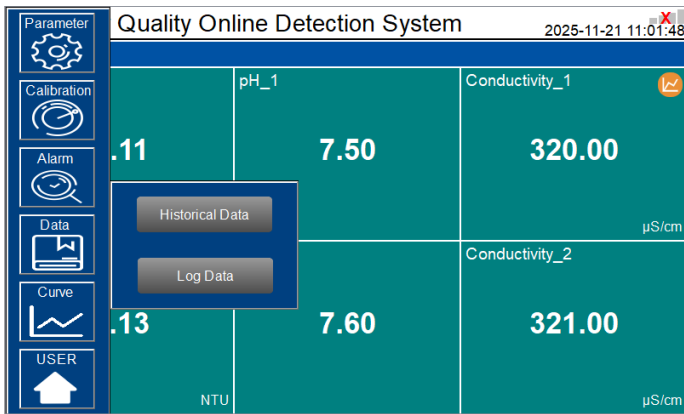 Parameter
Quality Online Detection System
2025-11-21 11:01:48
Calibration
pH_1
Conductivity_1
.11
7.50
320.00
Alarm
Historical Data
µS/cm
Data
Conductivity_2
Log Data
Curve
.13
7.60
321.00
USER
NTU
µS/cm